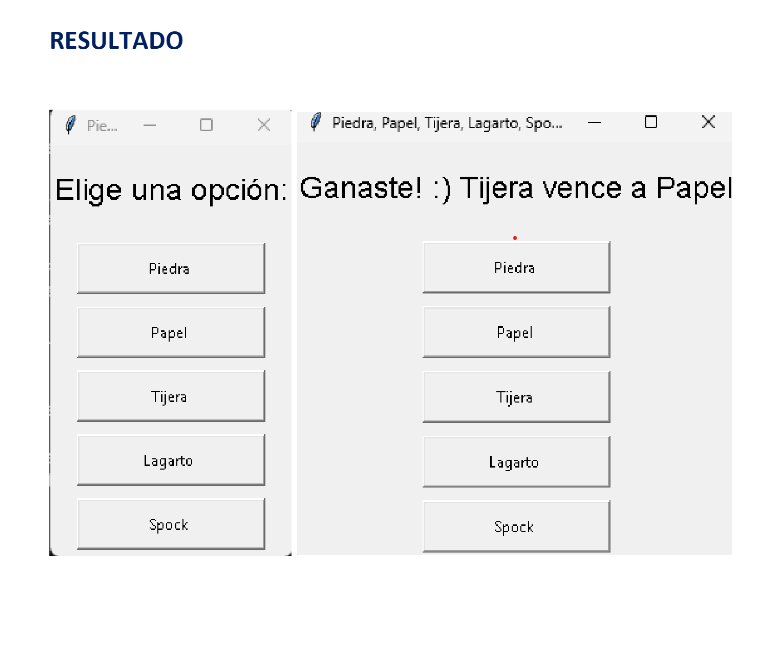 RESULTADO
Pie...
Elige una opción:
Piedra
Papel
Tijera
Lagarto
Spock
Piedra, Papel, Tijera, Lagarto, Spo...
Ganaste! :) Tijera vence a Papel
Piedra
Papel
Tijera
Lagarto
Spock